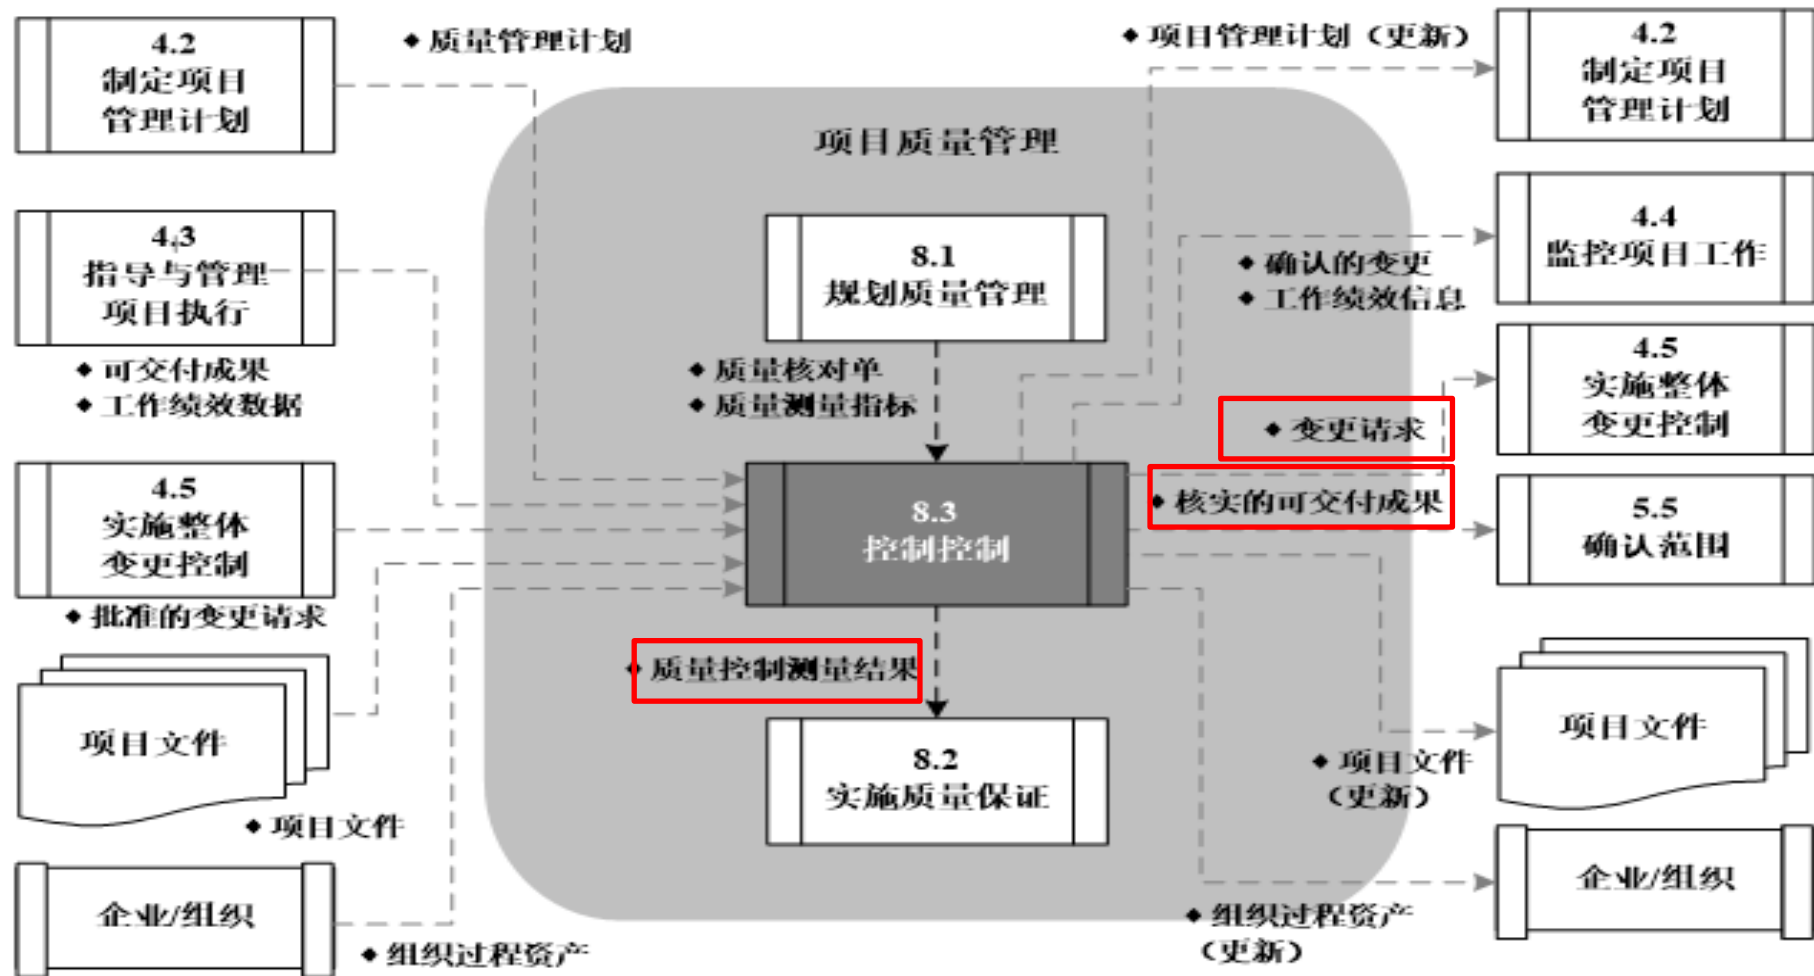 4.2
制定项目
管理计划
◆ 质量管理计划
4.3
指导与管理
项目执行
◆ 可交付成果
◆ 工作绩效数据
4.5
实施整体
变更控制
◆ 批准的变更请求
项目文件
◆ 项目文件
企业/组织
◆ 组织过程资产
项目质量管理
8.1
规划质量管理
◆ 质量核对单
◆ 质量测量指标
8.3
控制控制
◆ 质量控制测量结果
8.2
实施质量保证
◆ 项目管理计划（更新）
4.2
制定项目
管理计划
◆ 确认的变更
◆ 工作绩效信息
4.4
监控项目工作
◆ 变更请求
4.5
实施整体
变更控制
◆ 核实的可交付成果
5.5
确认范围
项目文件
◆ 项目文件
（更新）
企业/组织
◆ 组织过程资产
（更新）